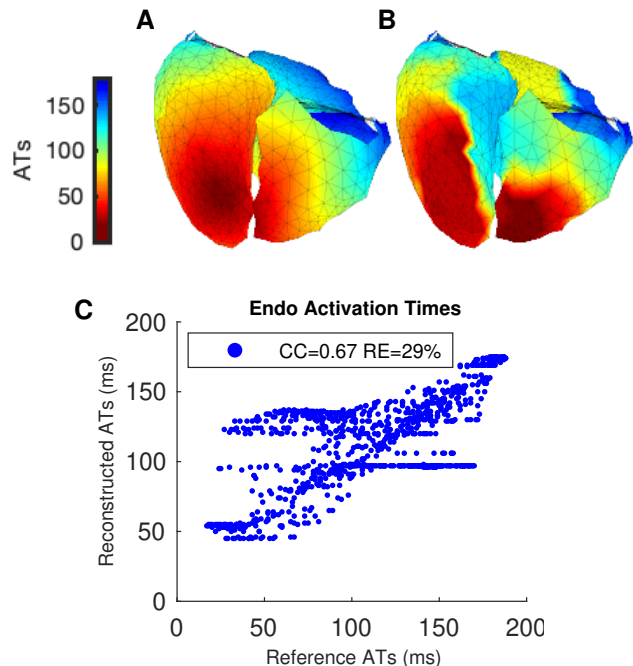 A
B
ATs
150
100
50
0
C
Endo Activation Times
CC=0.67 RE=29%
Reconstructed ATs (ms)
200
150
100
50
0
0 50 100 150 200
Reference ATs (ms)